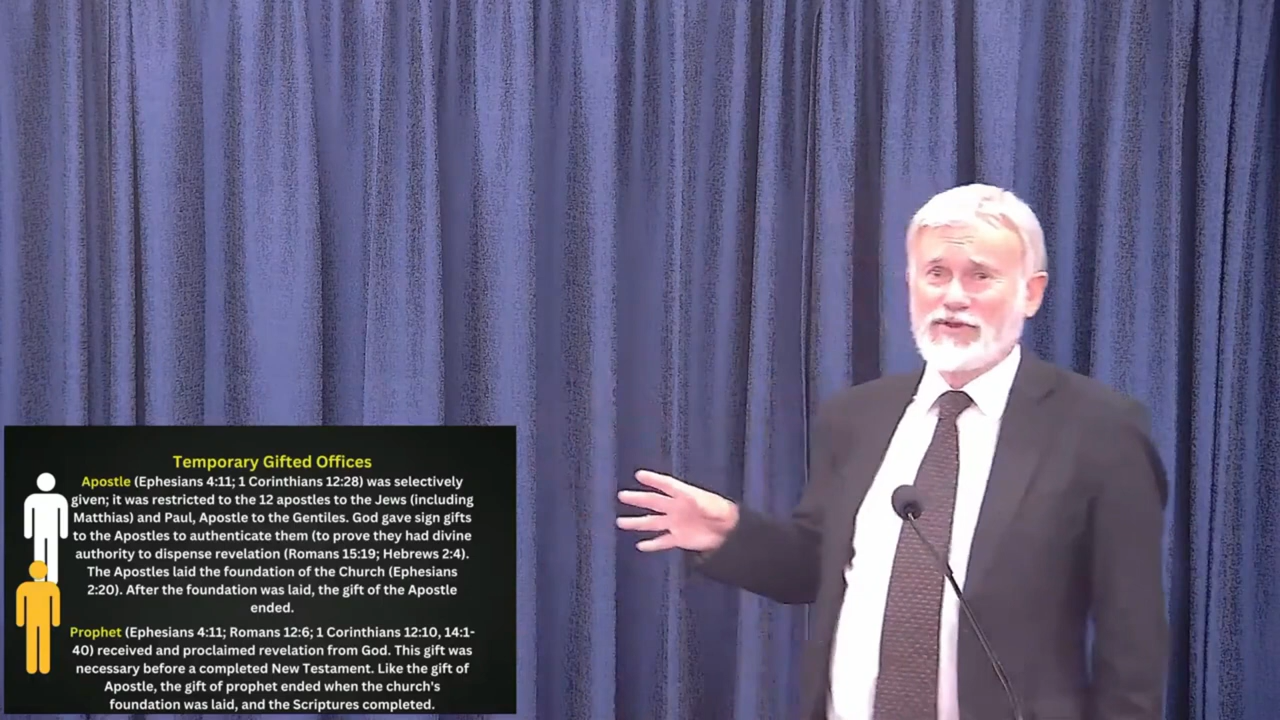 Temporary Gifted Offices
Apostle (Ephesians 4:11; 1 Corinthians 12:28) was selectively
given; it was restricted to the 12 apostles to the Jews (including
Matthias) and Paul, Apostle to the Gentiles. God gave sign gifts
to the Apostles to authenticate them (to prove they had divine
authority to dispense revelation (Romans 15:19; Hebrews 2:4).
The Apostles laid the foundation of the Church (Ephesians
2:20). After the foundation was laid, the gift of the Apostle
ended.
Prophet (Ephesians 4:11; Romans 12:6; 1 Corinthians 12:10, 14:1-
40) received and proclaimed revelation from God. This gift was
necessary before a completed New Testament. Like the gift of
Apostle, the gift of prophet ended when the church's
foundation was laid, and the Scriptures completed.